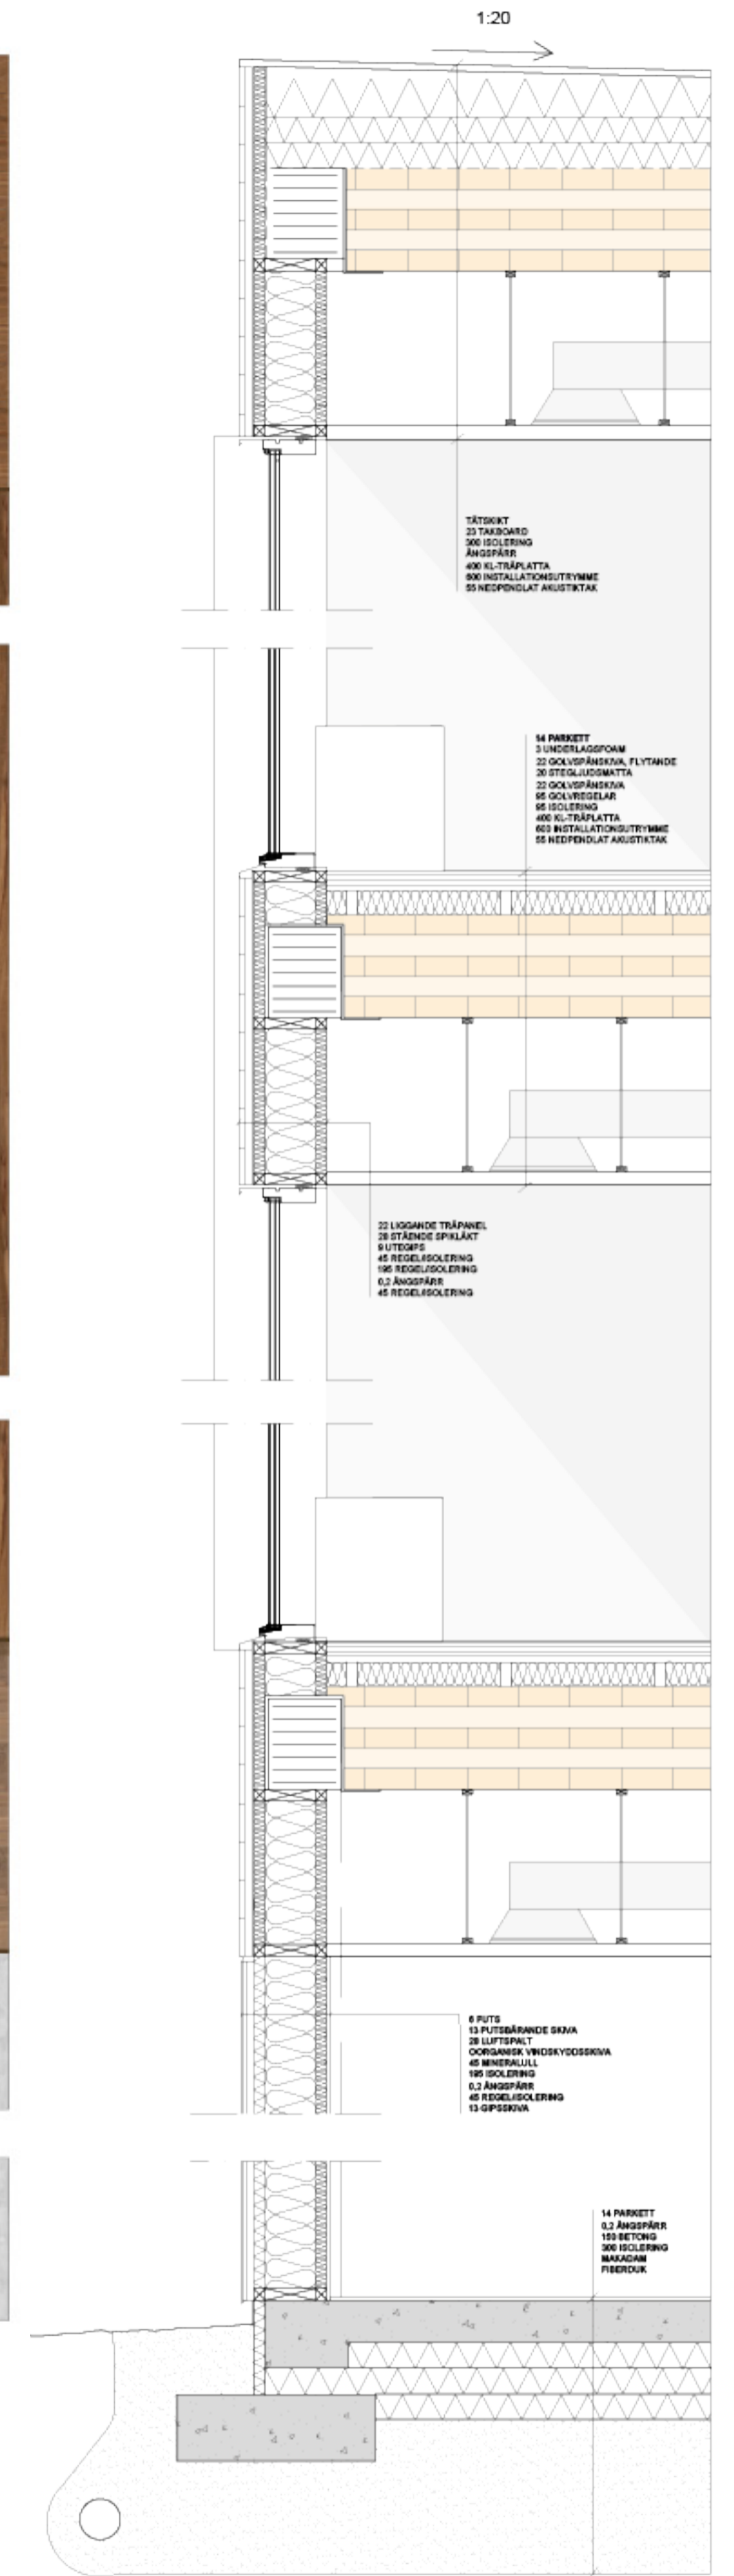 1:20
TÄTSKIKT
23 TAKBOARD
300 ISOLERING
ÅNGSPÄRR
400 KL-TRÄPLATTA
600 INSTALLATIONSUTRYMME
55 NEDPENDLAT AKUSTIKTAK
14 PARKETT
3 UNDERLAGSFOAM
22 GOLVSPÅNSKIVA, FLYTANDE
20 STEGLJUDSMATTA
22 GOLVSPÅNSKIVA
95 GOLVREGELAR
95 ISOLERING
400 KL-TRÄPLATTA
603 INSTALLATIONSUTRYMME
55 NEDPENDLAT AKUSTIKTAK
22 LIGGANDE TRÄPANEL
28 STÅENDE SPIKLÄKT
9 UTEGIPS
45 REGEL/ISOLERING
195 REGEL/ISOLERING
0,2 ÅNGSPÄRR
45 REGEL/ISOLERING
6 PUTS
13 PUTSBÄRANDE SKIVA
28 LUFTSPALT
OORGANISK VINDSKYDDSSKIVA
45 MINERALULL
195 ISOLERING
0,2 ÅNGSPÄRR
45 REGEL/ISOLERING
13 GIPSSKIVA
14 PARKETT
0,2 ÅNGSPÄRR
150 BETONG
300 ISOLERING
MAKADAM
FIBERDUK